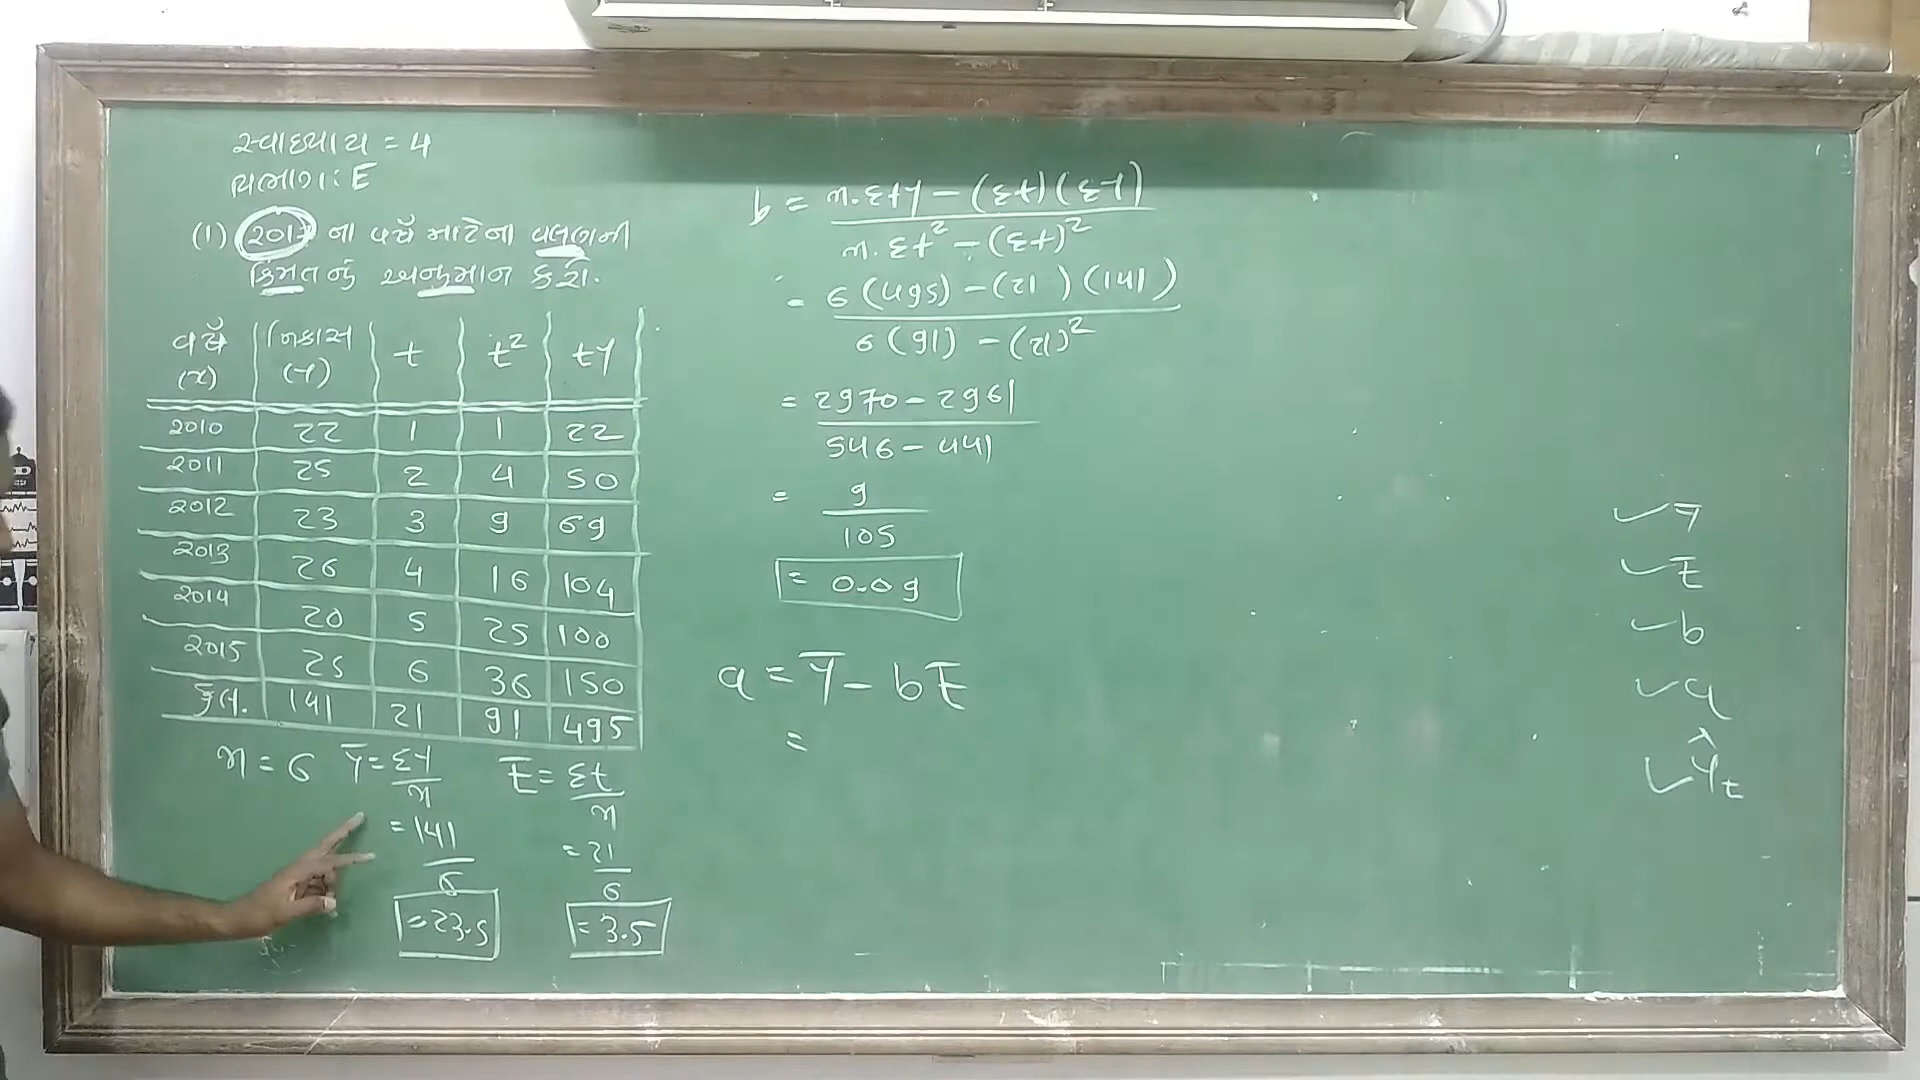 સ્વાધ્યાય = 4
વિભાગ : E
(1) 2017 ના વર્ષ માટેના વલણની
કિંમતનું અનુમાન કરો.
વર્ષ (x) | નિકાસ (y) | t | t² | ty
2010 | 22 | 1 | 1 | 22
2011 | 25 | 2 | 4 | 50
2012 | 23 | 3 | 9 | 69
2013 | 26 | 4 | 16 | 104
2014 | 20 | 5 | 25 | 100
2015 | 25 | 6 | 36 | 150
કુલ. | 141 | 21 | 91 | 495
n = 6
ȳ = Σy / n
= 141 / 6
= 23.5
t̄ = Σt / n
= 21 / 6
= 3.5
b = n.Σty − (Σt)(Σy) / n.Σt² − (Σt)²
= 6(495) − (21)(141) / 6(91) − (21)²
= 2970 − 2961 / 546 − 441
= 9 / 105
= 0.09
a = ȳ − bt̄
=
✓ȳ
✓t̄
✓b
✓a
✓ŷt